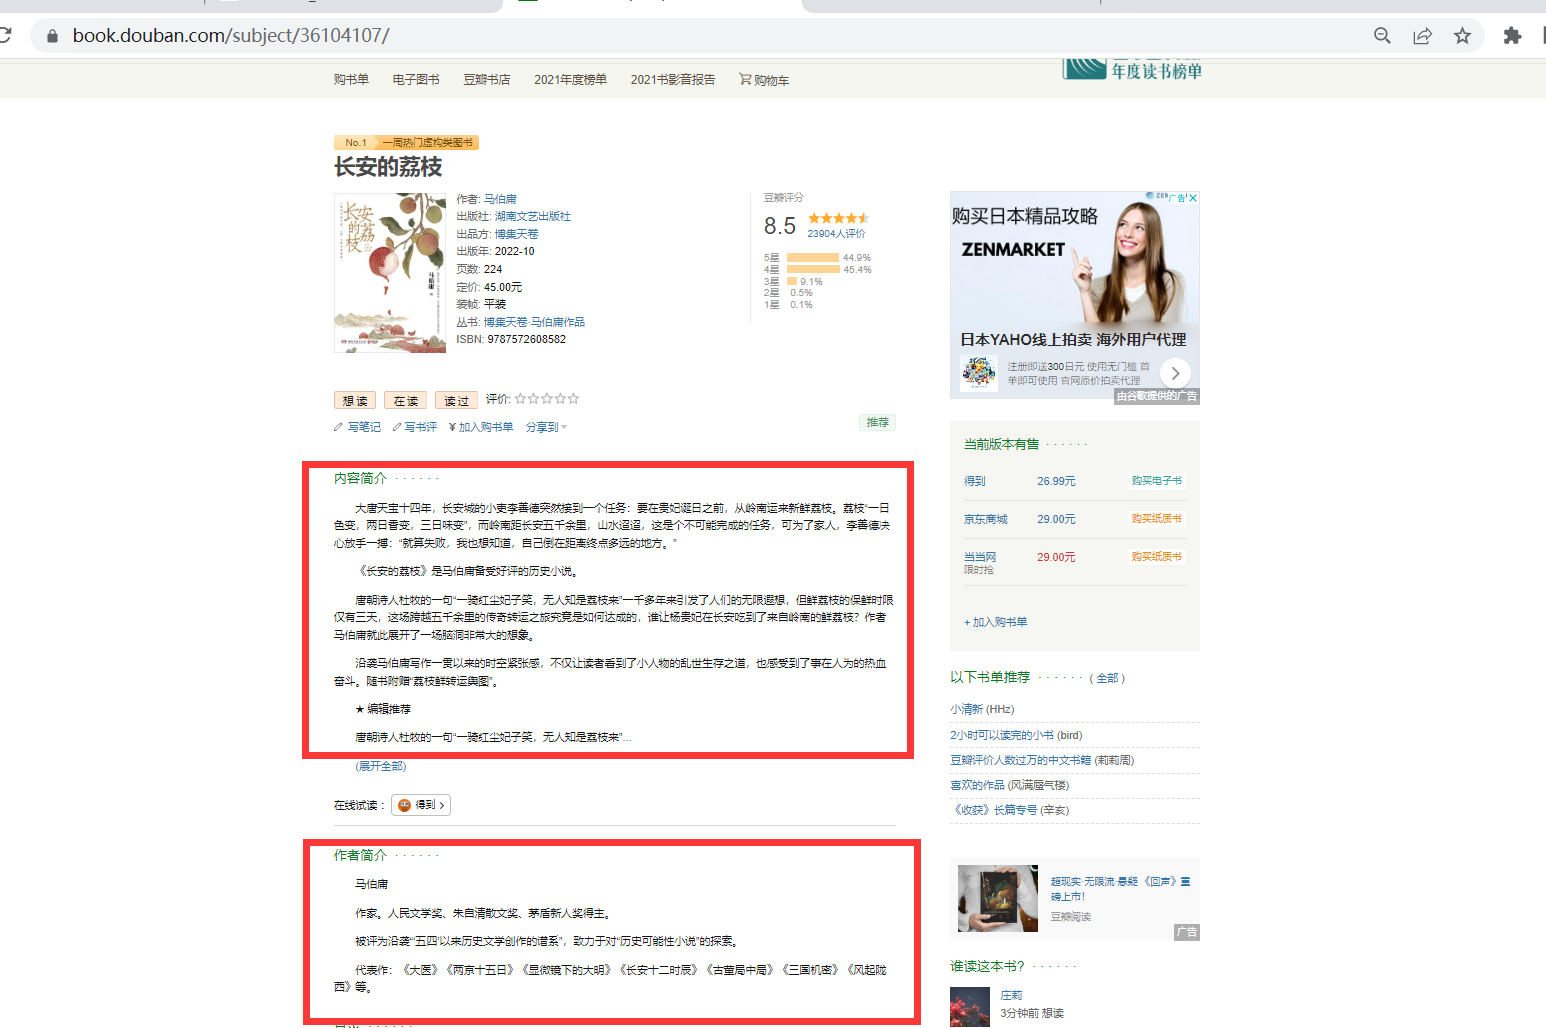 book.douban.com/subject/36104107/
购书单 电子图书 豆瓣书店 2021年度榜单 2021书影音报告 购物车
年度读书榜单
No.1 一周热门虚构类图书
长安的荔枝
长安的荔枝
马伯庸
作者: 马伯庸
出版社: 湖南文艺出版社
出品方: 博集天卷
出版年: 2022-10
页数: 224
定价: 45.00元
装帧: 平装
丛书: 博集天卷·马伯庸作品
ISBN: 9787572608582
豆瓣评分
8.5
23904人评价
5星 44.9%
4星 45.4%
3星 9.1%
2星 0.5%
1星 0.1%
想读 在读 读过 评价:
写笔记 写书评 ¥加入购书单 分享到
推荐
内容简介 · · · · · ·
大唐天宝十四年，长安城的小吏李善德突然接到一个任务：要在贵妃诞日之前，从岭南运来新鲜荔枝。荔枝“一日
色变，两日香变，三日味变”，而岭南距长安五千余里，山水迢迢，这是个不可能完成的任务，可为了家人，李善德决
心放手一搏：“就算失败，我也想知道，自己倒在距离终点多远的地方。”
《长安的荔枝》是马伯庸备受好评的历史小说。
唐朝诗人杜牧的一句“一骑红尘妃子笑，无人知是荔枝来”一千多年来引发了人们的无限遐想，但鲜荔枝的保鲜时限
仅有三天，这场跨越五千余里的传奇转运之旅究竟是如何达成的，谁让杨贵妃在长安吃到了来自岭南的鲜荔枝？作者
马伯庸就此展开了一场脑洞非常大的想象。
沿袭马伯庸写作一贯以来的时空紧张感，不仅让读者看到了小人物的乱世生存之道，也感受到了事在人为的热血
奋斗。随书附赠“荔枝鲜转运舆图”。
★ 编辑推荐
唐朝诗人杜牧的一句“一骑红尘妃子笑，无人知是荔枝来”...
(展开全部)
在线试读： 得到 ›
作者简介 · · · · · ·
马伯庸
作家。人民文学奖、朱自清散文奖、茅盾新人奖得主。
被评为沿袭“‘五四’以来历史文学创作的谱系”，致力于对“历史可能性小说”的探索。
代表作：《大医》《两京十五日》《显微镜下的大明》《长安十二时辰》《古董局中局》《三国机密》《风起陇
西》等。
ZEN 广告
购买日本精品攻略
ZENMARKET
日本YAHO线上拍卖 海外用户代理
注册即送300日元 使用无门槛 首
单即可使用 官网原价拍卖代理
由谷歌提供的广告
当前版本有售 · · · · · ·
得到 26.99元 购买电子书
京东商城 29.00元 购买纸质书
当当网 29.00元 购买纸质书
限时抢
+ 加入购书单
以下书单推荐 · · · · · · ( 全部 )
小清新 (HHz)
2小时可以读完的小书 (bird)
豆瓣评价人数过万的中文书籍 (莉莉周)
喜欢的作品 (风满蜃气楼)
《收获》长篇专号 (辛亥)
超现实·无限流·悬疑 《回声》重
磅上市！
豆瓣阅读
广告
谁读这本书? · · · · · ·
庄莉
3分钟前 想读